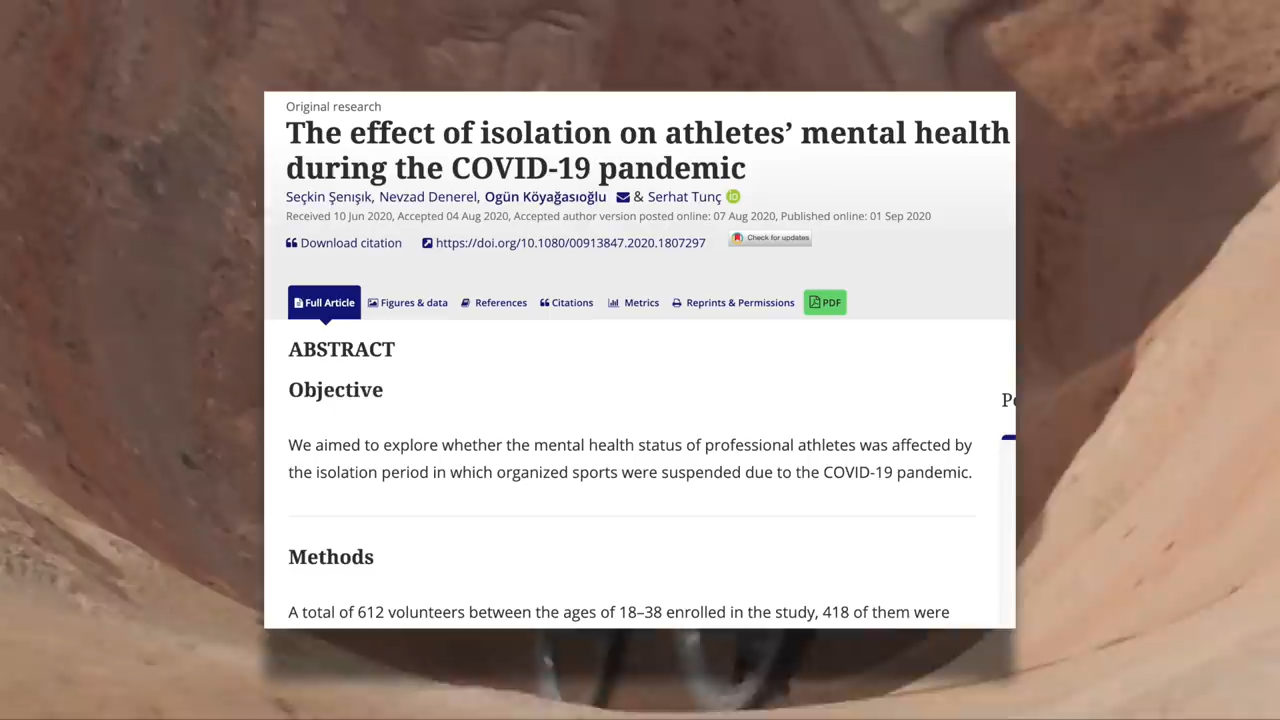 Original research
The effect of isolation on athletes’ mental health
during the COVID-19 pandemic
Seçkin Şenışık, Nevzad Denerel, Ogün Köyağasıoğlu & Serhat Tunç
Received 10 Jun 2020, Accepted 04 Aug 2020, Accepted author version posted online: 07 Aug 2020, Published online: 01 Sep 2020
Download citation https://doi.org/10.1080/00913847.2020.1807297 Check for updates
Full Article Figures & data References Citations Metrics Reprints & Permissions PDF
ABSTRACT
Objective
We aimed to explore whether the mental health status of professional athletes was affected by
the isolation period in which organized sports were suspended due to the COVID-19 pandemic.
Methods
A total of 612 volunteers between the ages of 18–38 enrolled in the study, 418 of them were